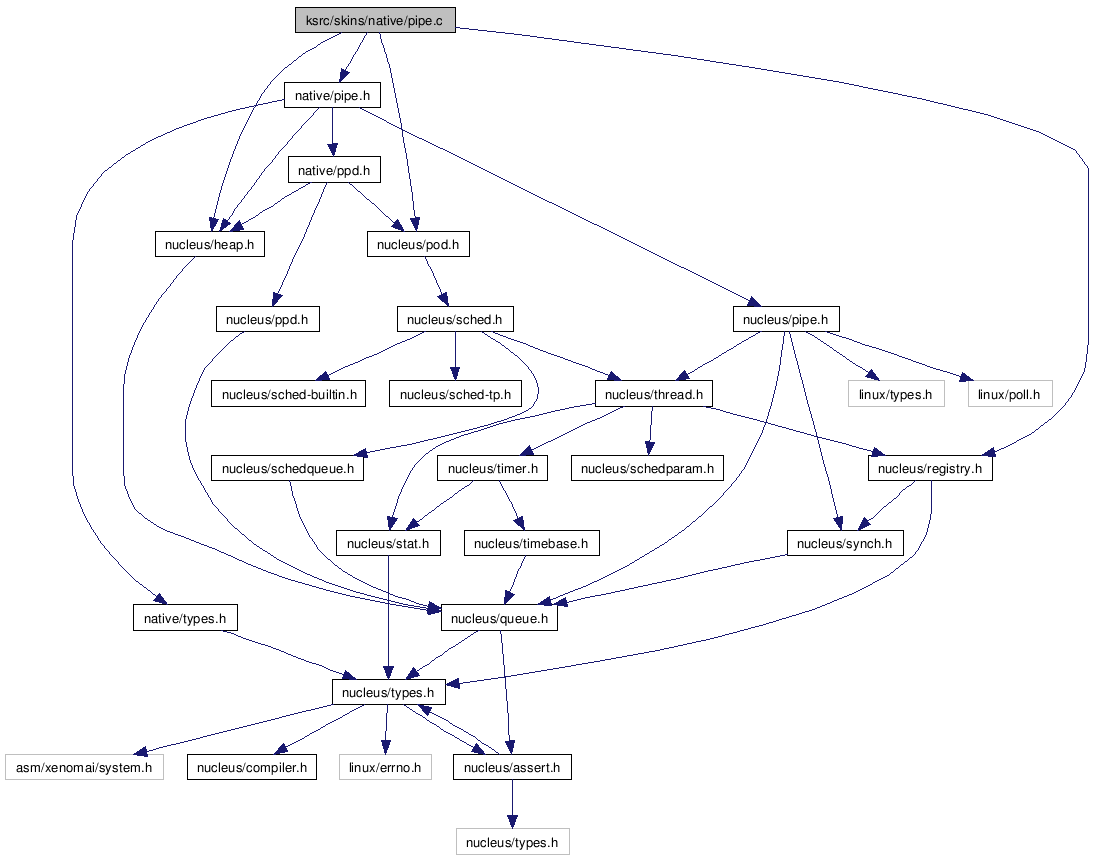 ksrc/skins/native/pipe.c
native/pipe.h
native/ppd.h
nucleus/heap.h
nucleus/pod.h
nucleus/ppd.h
nucleus/sched.h
nucleus/pipe.h
nucleus/sched-builtin.h
nucleus/sched-tp.h
nucleus/thread.h
linux/types.h
linux/poll.h
nucleus/schedqueue.h
nucleus/timer.h
nucleus/schedparam.h
nucleus/registry.h
nucleus/stat.h
nucleus/timebase.h
nucleus/synch.h
native/types.h
nucleus/queue.h
nucleus/types.h
asm/xenomai/system.h
nucleus/compiler.h
linux/errno.h
nucleus/assert.h
nucleus/types.h